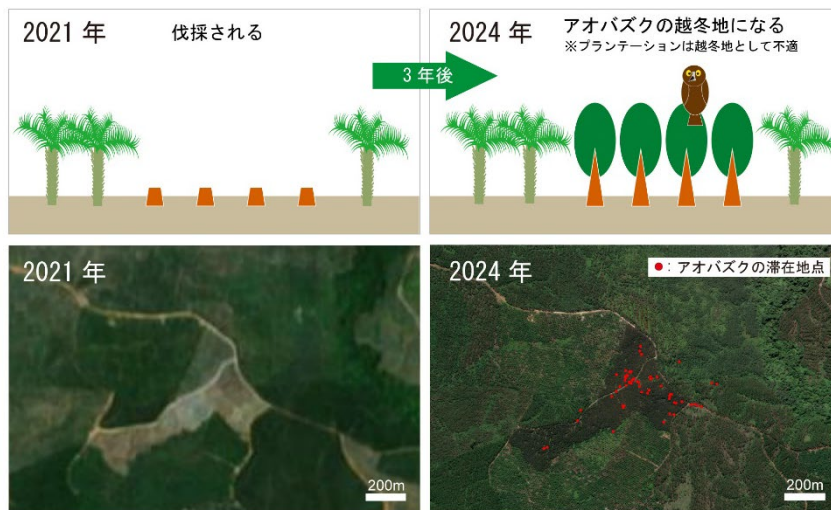 2021 年
伐採される
3 年後
2024 年
アオバズクの越冬地になる
※プランテーションは越冬地として不適
2021 年
200m
2024 年
●：アオバズクの滞在地点
200m